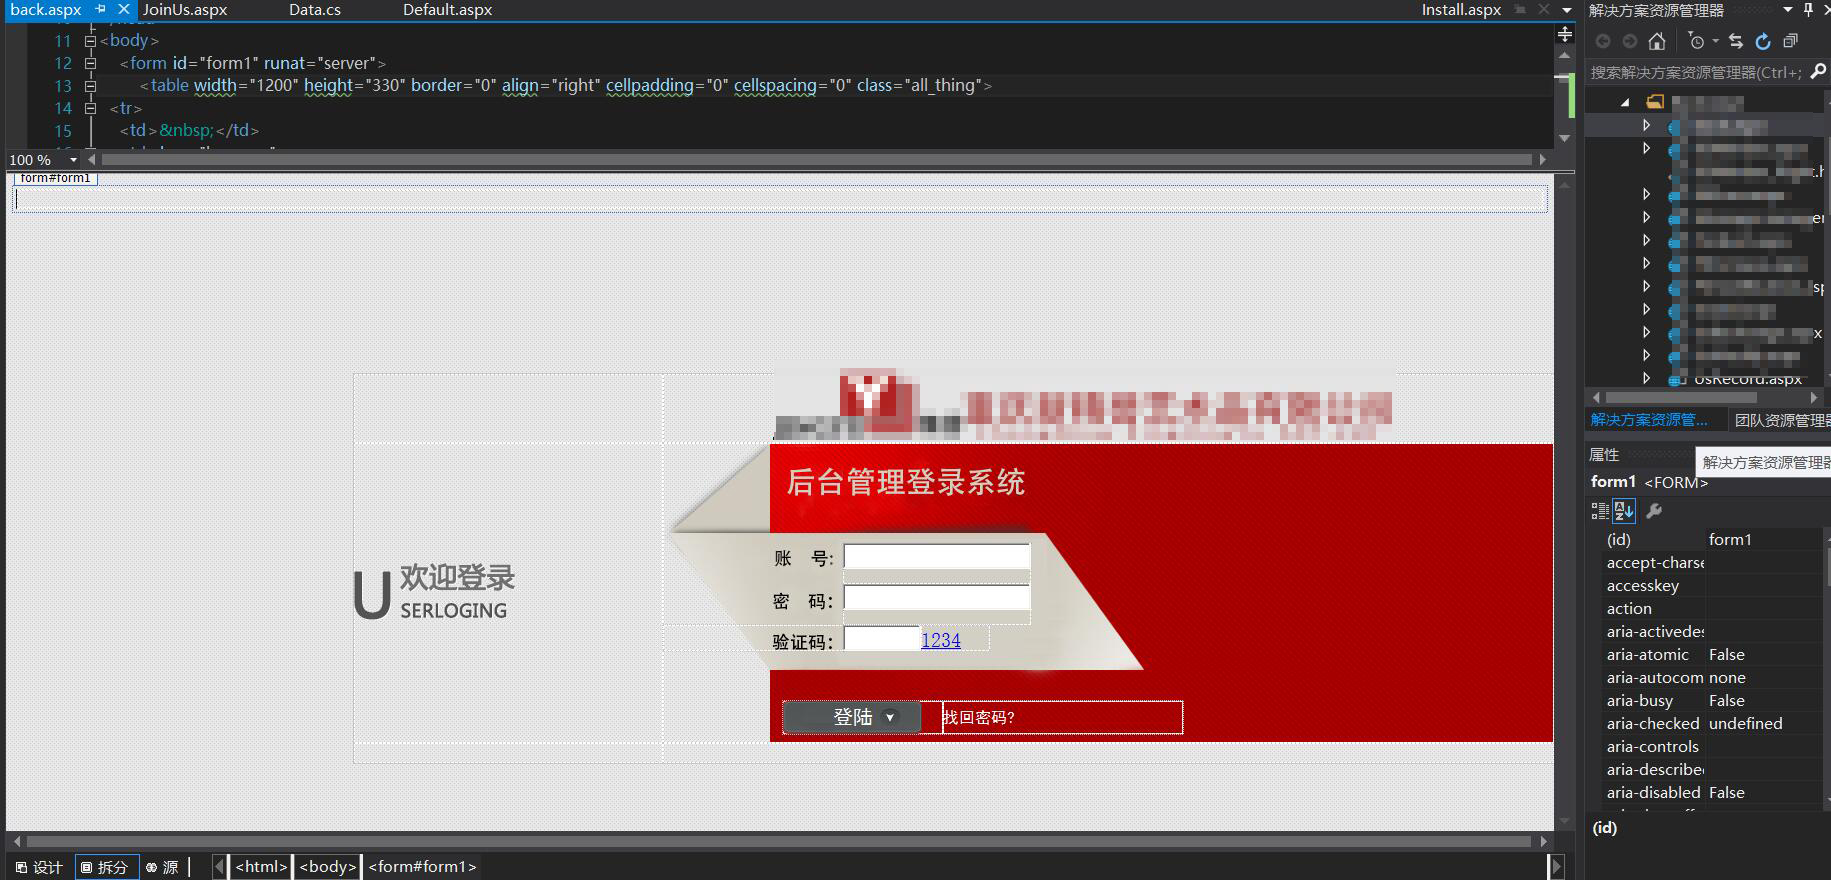 back.aspx JoinUs.aspx Data.cs Default.aspx Install.aspx
11 <body>
12 <form id="form1" runat="server">
13 <table width="1200" height="330" border="0" align="right" cellpadding="0" cellspacing="0" class="all_thing">
14 <tr>
15 <td>&nbsp;</td>
100 %
form#form1
后台管理登录系统
账 号:
密 码:
验证码: 1234
U 欢迎登录
SERLOGING
登陆 找回密码?
设计 拆分 源 <html> <body> <form#form1>
解决方案资源管理器
搜索解决方案资源管理器(Ctrl+;
UsRecord.aspx
解决方案资源管... 团队资源管理器
属性
解决方案资源管理器
form1 <FORM>
(id) form1
accept-charse
accesskey
action
aria-activedes
aria-atomic False
aria-autocom none
aria-busy False
aria-checked undefined
aria-controls
aria-describe
aria-disabled False
(id)